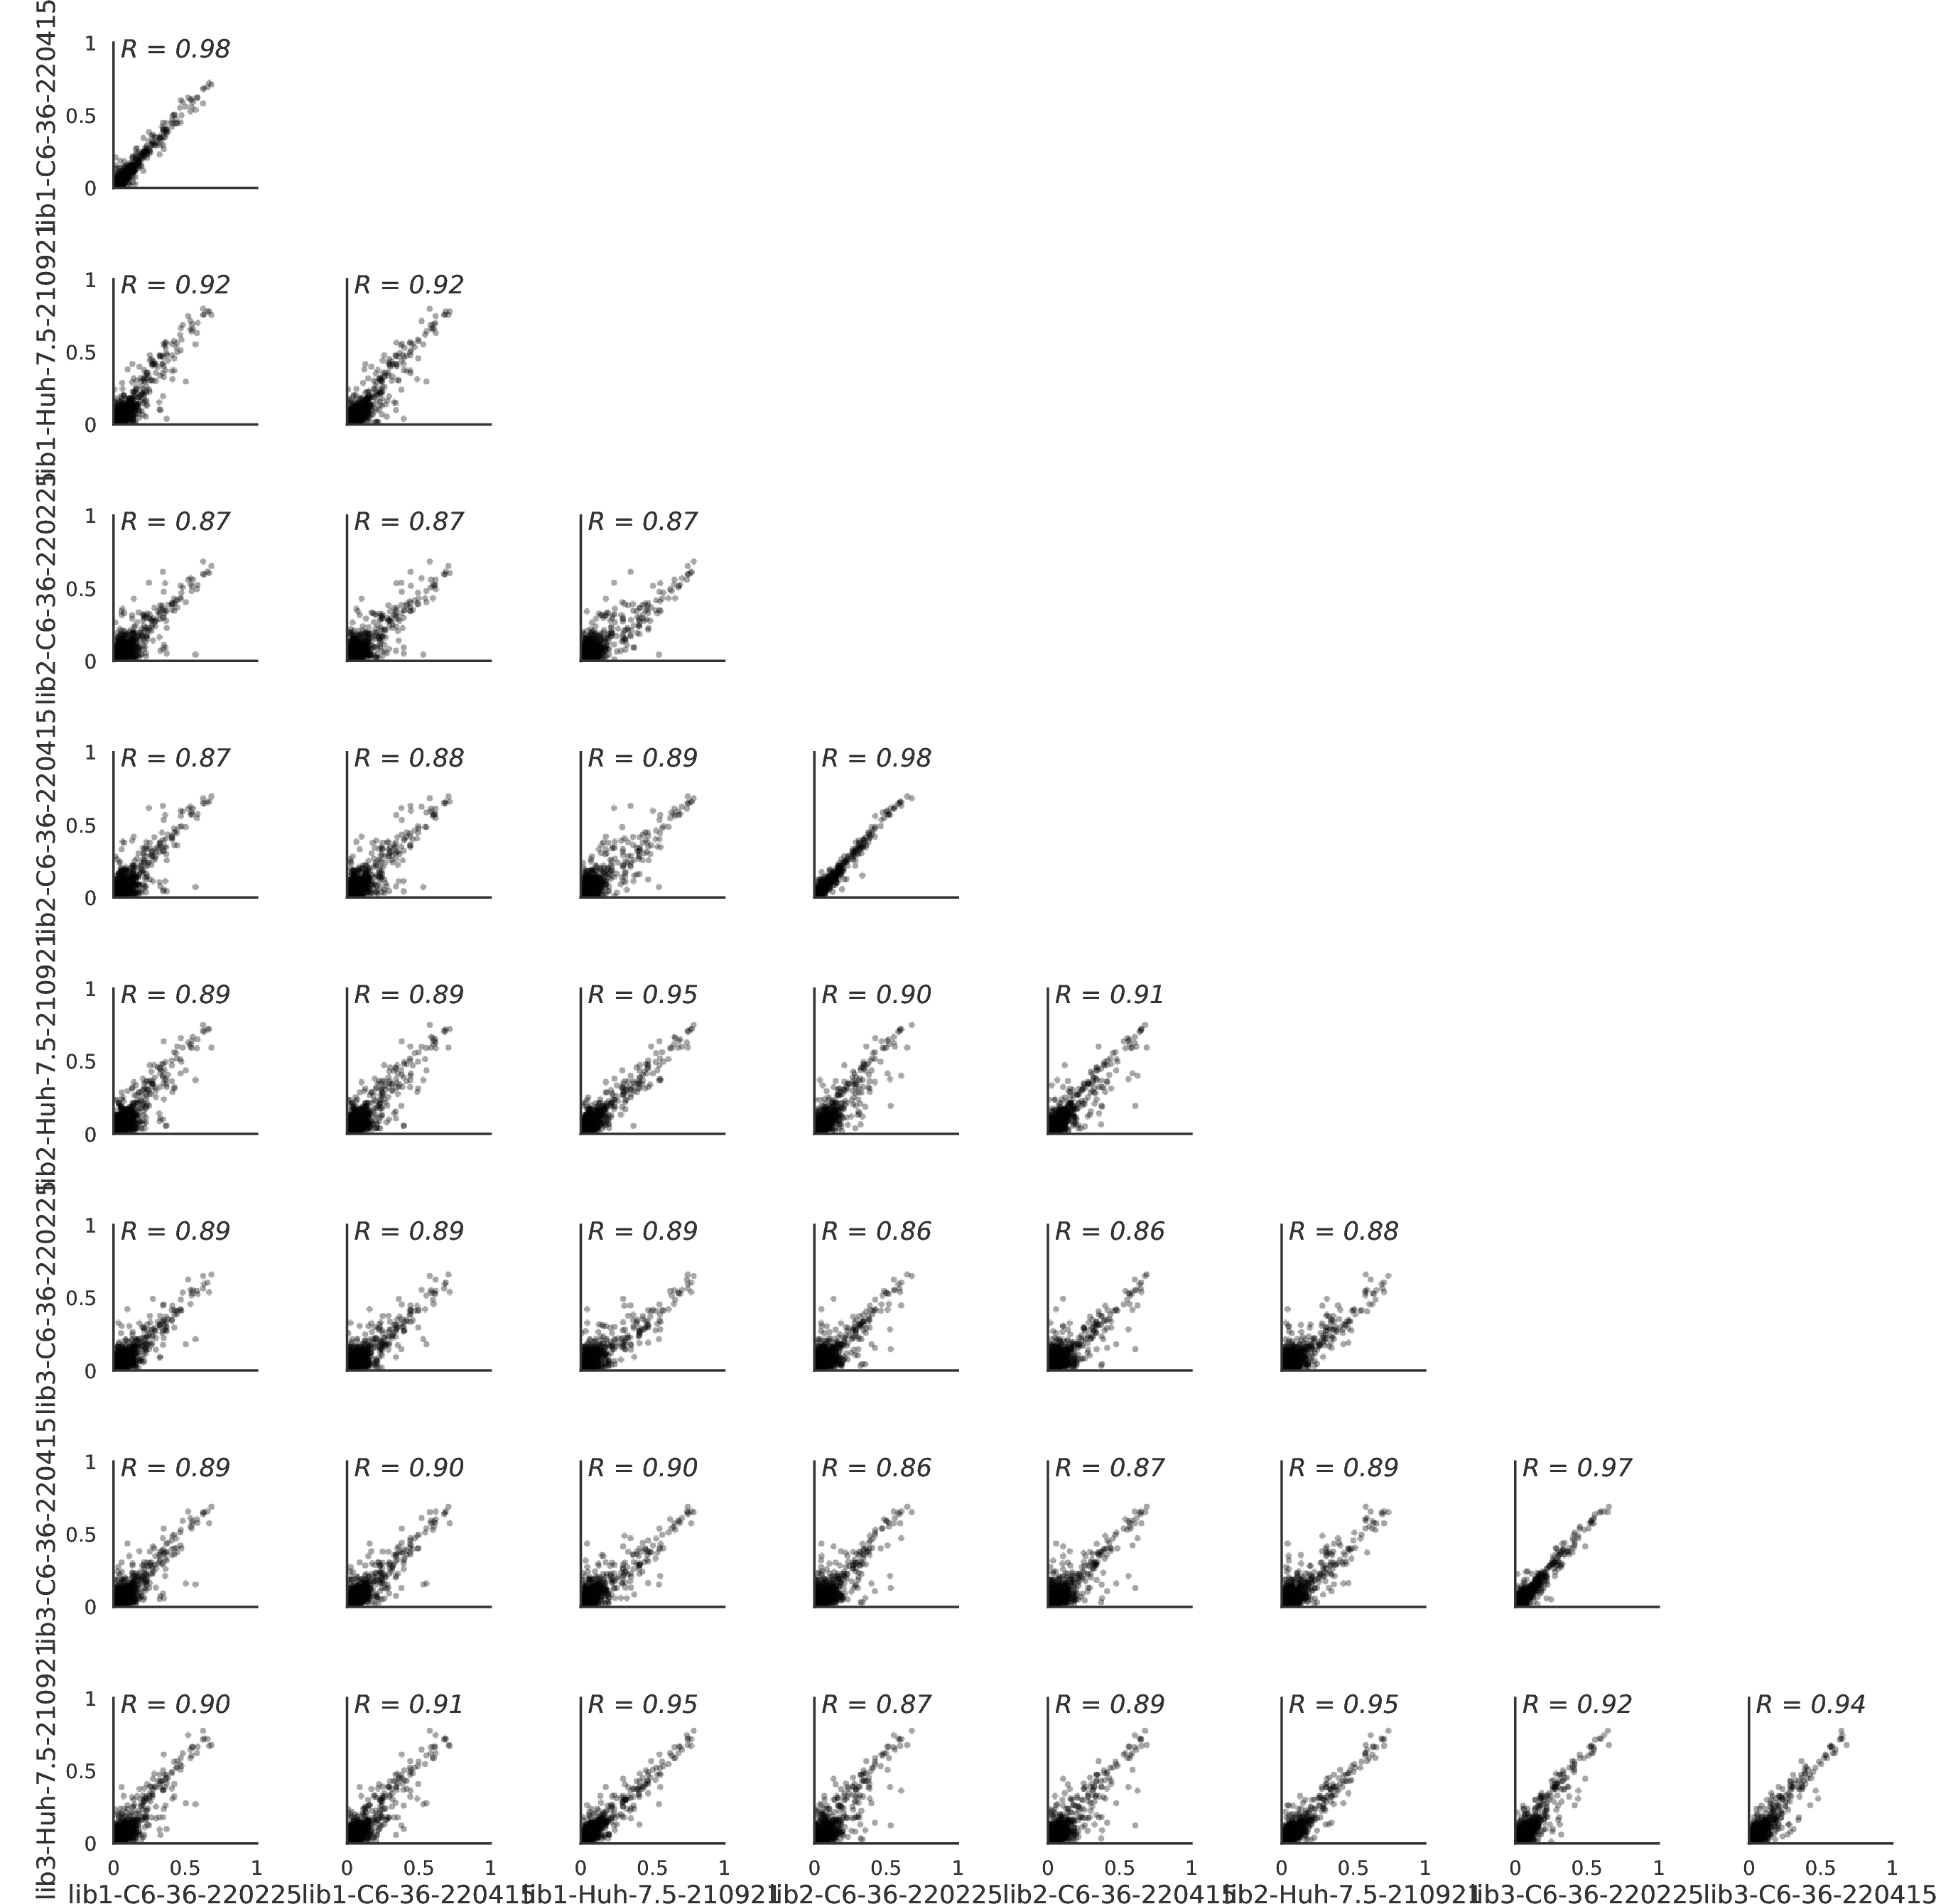 lib1-C6-36-220415
1
R = 0.98
0.5
0
lib1-Huh-7.5-210921
1
R = 0.92
R = 0.92
0.5
0
lib2-C6-36-220225
1
R = 0.87
R = 0.87
R = 0.87
0.5
0
lib2-C6-36-220415
1
R = 0.87
R = 0.88
R = 0.89
R = 0.98
0.5
0
lib2-Huh-7.5-210921
1
R = 0.89
R = 0.89
R = 0.95
R = 0.90
R = 0.91
0.5
0
lib3-C6-36-220225
1
R = 0.89
R = 0.89
R = 0.89
R = 0.86
R = 0.86
R = 0.88
0.5
0
lib3-C6-36-220415
1
R = 0.89
R = 0.90
R = 0.90
R = 0.86
R = 0.87
R = 0.89
R = 0.97
0.5
0
lib3-Huh-7.5-210921
1
R = 0.90
R = 0.91
R = 0.95
R = 0.87
R = 0.89
R = 0.95
R = 0.92
R = 0.94
0.5
0
0 0.5 1
0 0.5 1
0 0.5 1
0 0.5 1
0 0.5 1
0 0.5 1
0 0.5 1
0 0.5 1
lib1-C6-36-220225
lib1-C6-36-220415
lib1-Huh-7.5-210921
lib2-C6-36-220225
lib2-C6-36-220415
lib2-Huh-7.5-210921
lib3-C6-36-220225
lib3-C6-36-220415